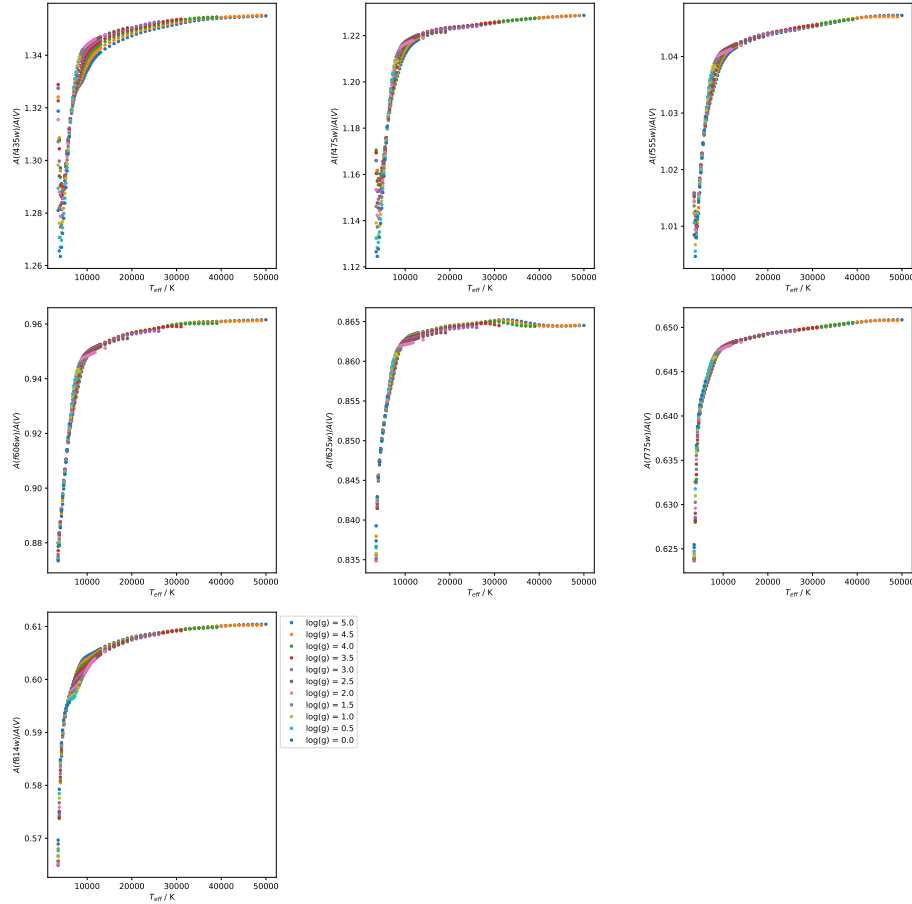 1.34
1.32
1.30
1.28
1.26
A(f435w)/A(V)
10000 20000 30000 40000 50000
T_eff / K
1.22
1.20
1.18
1.16
1.14
1.12
A(f475w)/A(V)
10000 20000 30000 40000 50000
T_eff / K
1.04
1.03
1.02
1.01
A(f555w)/A(V)
10000 20000 30000 40000 50000
T_eff / K
0.96
0.94
0.92
0.90
0.88
A(f606w)/A(V)
10000 20000 30000 40000 50000
T_eff / K
0.865
0.860
0.855
0.850
0.845
0.840
0.835
A(f625w)/A(V)
10000 20000 30000 40000 50000
T_eff / K
0.650
0.645
0.640
0.635
0.630
0.625
A(f775w)/A(V)
10000 20000 30000 40000 50000
T_eff / K
0.61
0.60
0.59
0.58
0.57
A(f814w)/A(V)
10000 20000 30000 40000 50000
T_eff / K
log(g) = 5.0
log(g) = 4.5
log(g) = 4.0
log(g) = 3.5
log(g) = 3.0
log(g) = 2.5
log(g) = 2.0
log(g) = 1.5
log(g) = 1.0
log(g) = 0.5
log(g) = 0.0